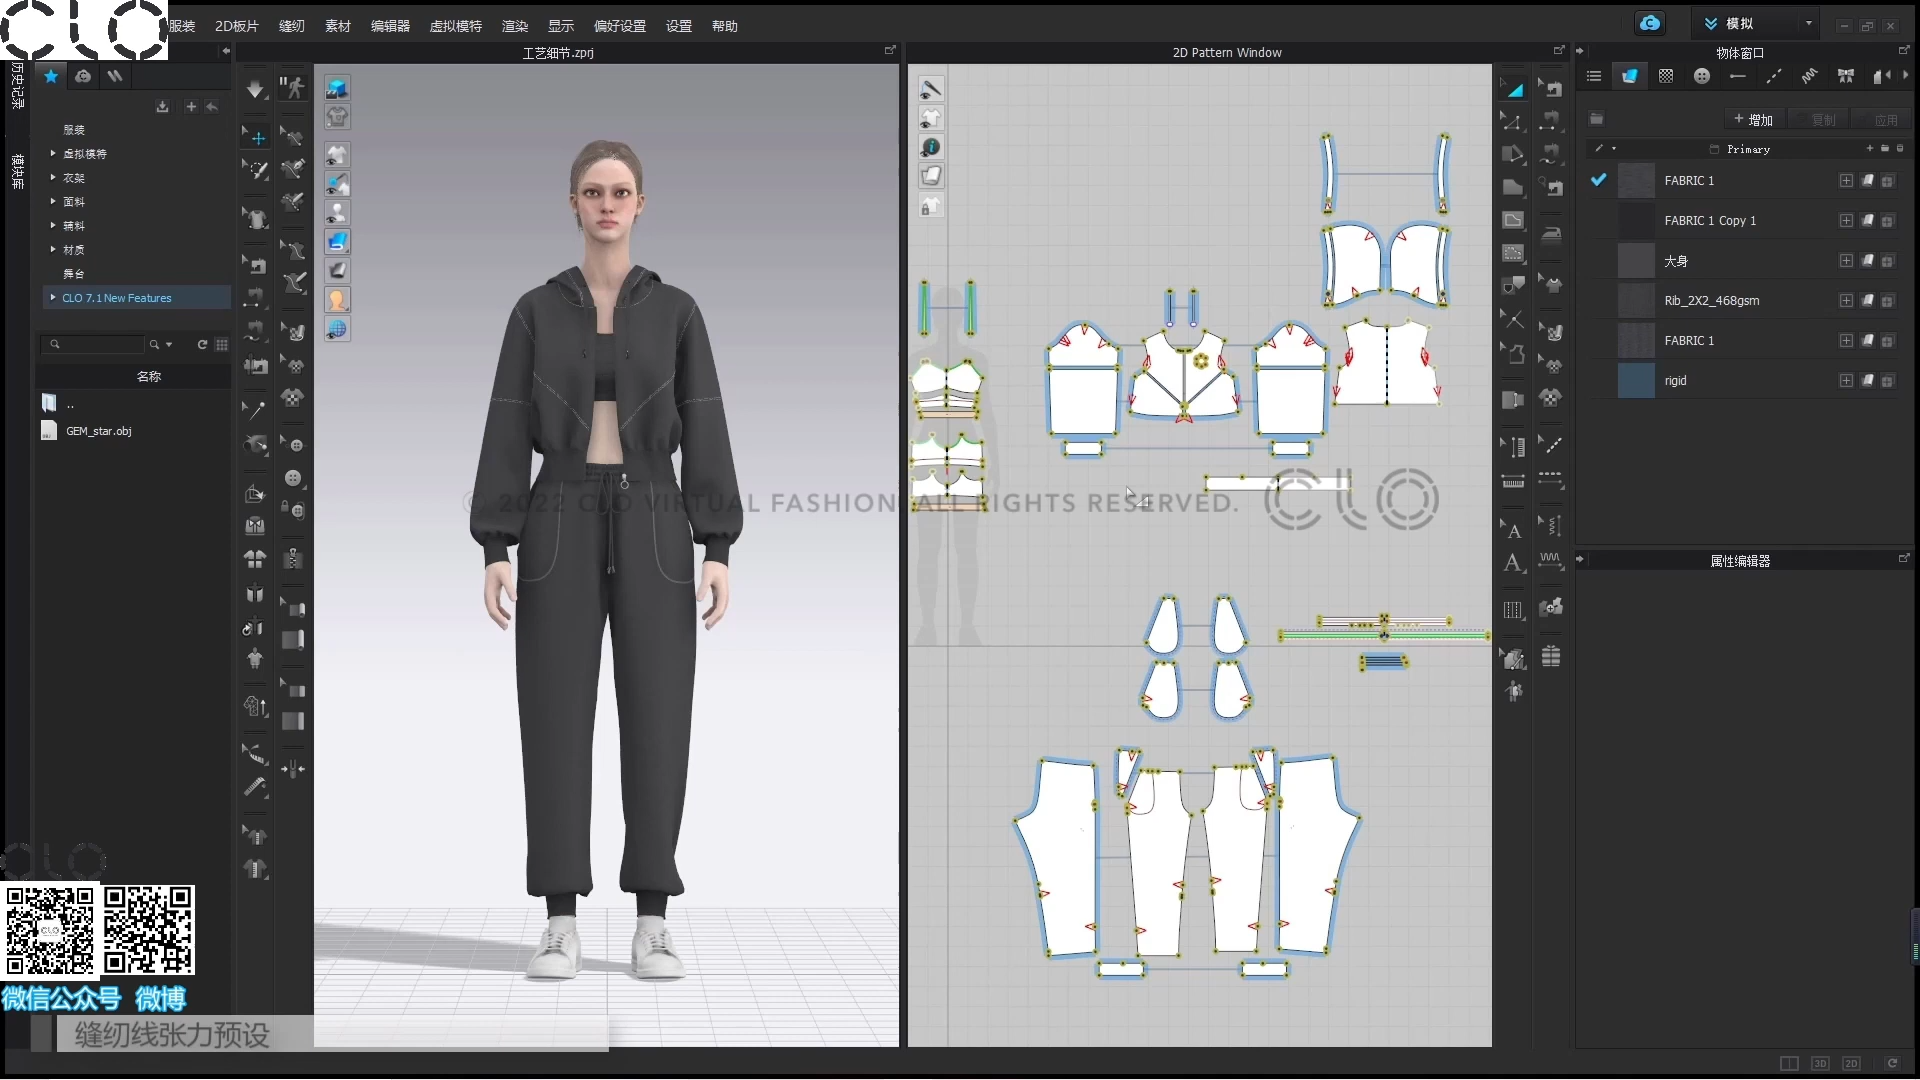 CLO
服装 2D板片 缝纫 素材 编辑器 虚拟模特 渲染 显示 偏好设置 设置 帮助
模拟
工艺细节.zprj
2D Pattern Window
物体窗口
历史记录
模块库
服装
虚拟模特
衣架
面料
辅料
材质
舞台
CLO 7.1 New Features
名称
..
GEM_star.obj
增加 复制 应用
Primary
FABRIC 1
FABRIC 1 Copy 1
大身
Rib_2X2_468gsm
FABRIC 1
rigid
属性编辑器
© 2022 CLO VIRTUAL FASHION ALL RIGHTS RESERVED. CLO
CLO
微信公众号 微博
缝纫线张力预设
3D 2D